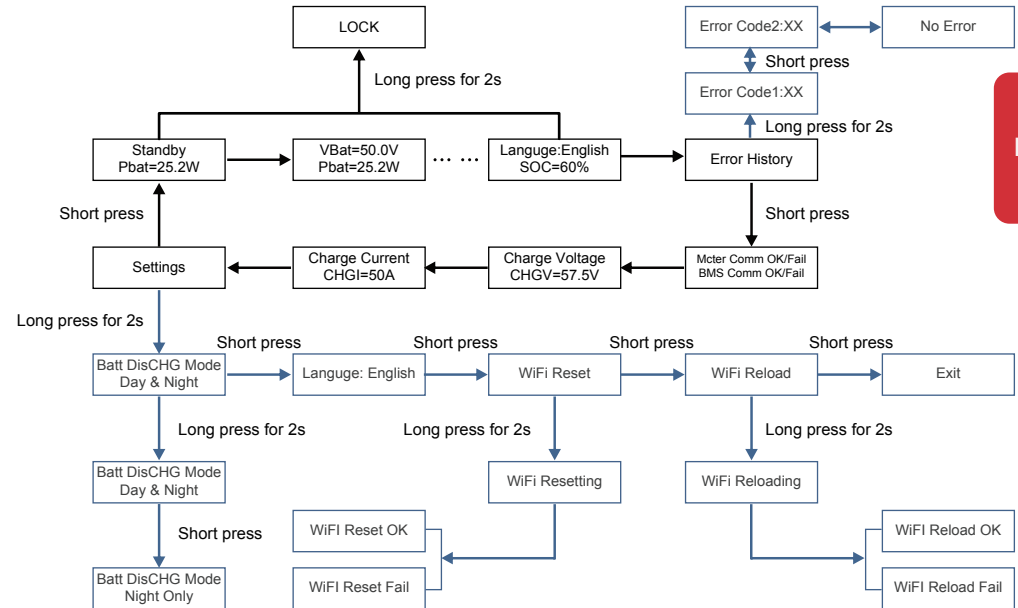 LOCK
Error Code2:XX
No Error
Short press
Long press for 2s
Error Code1:XX
Long press for 2s
Standby
Pbat=25.2W
VBat=50.0V
Pbat=25.2W
... ...
Languge:English
SOC=60%
Error History
Short press
Short press
Settings
Charge Current
CHGI=50A
Charge Voltage
CHGV=57.5V
Mcter Comm OK/Fail
BMS Comm OK/Fail
Long press for 2s
Short press
Short press
Short press
Short press
Batt DisCHG Mode
Day & Night
Languge: English
WiFi Reset
WiFi Reload
Exit
Long press for 2s
Long press for 2s
Long press for 2s
Batt DisCHG Mode
Day & Night
WiFi Resetting
WiFi Reloading
Short press
WiFI Reset OK
WiFI Reload OK
Batt DisCHG Mode
Night Only
WiFI Reset Fail
WiFI Reload Fail